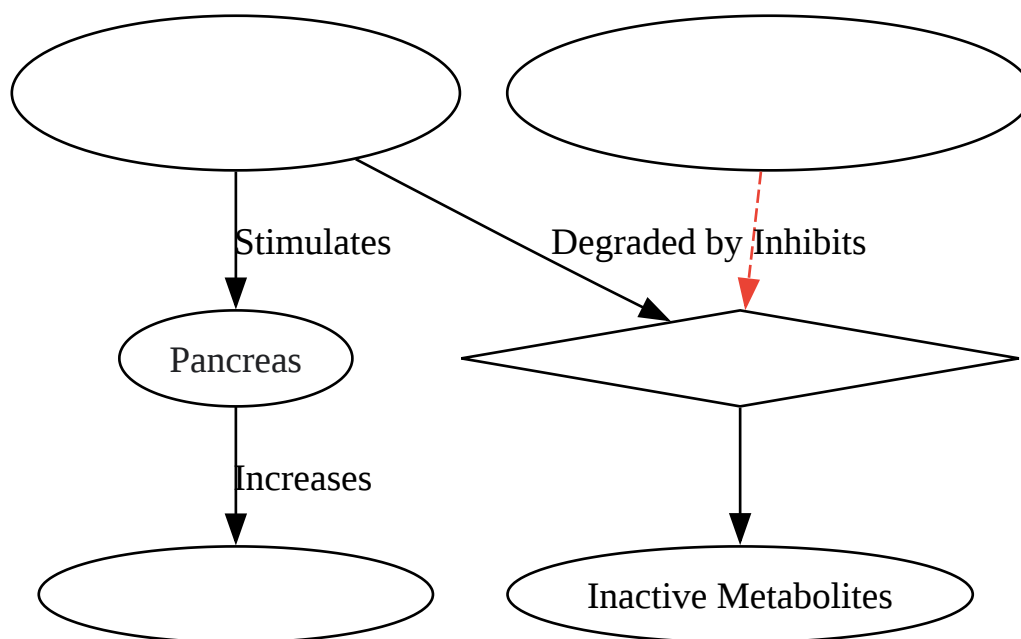 Stimulates
Degraded by
Inhibits
Pancreas
Increases
Inactive Metabolites